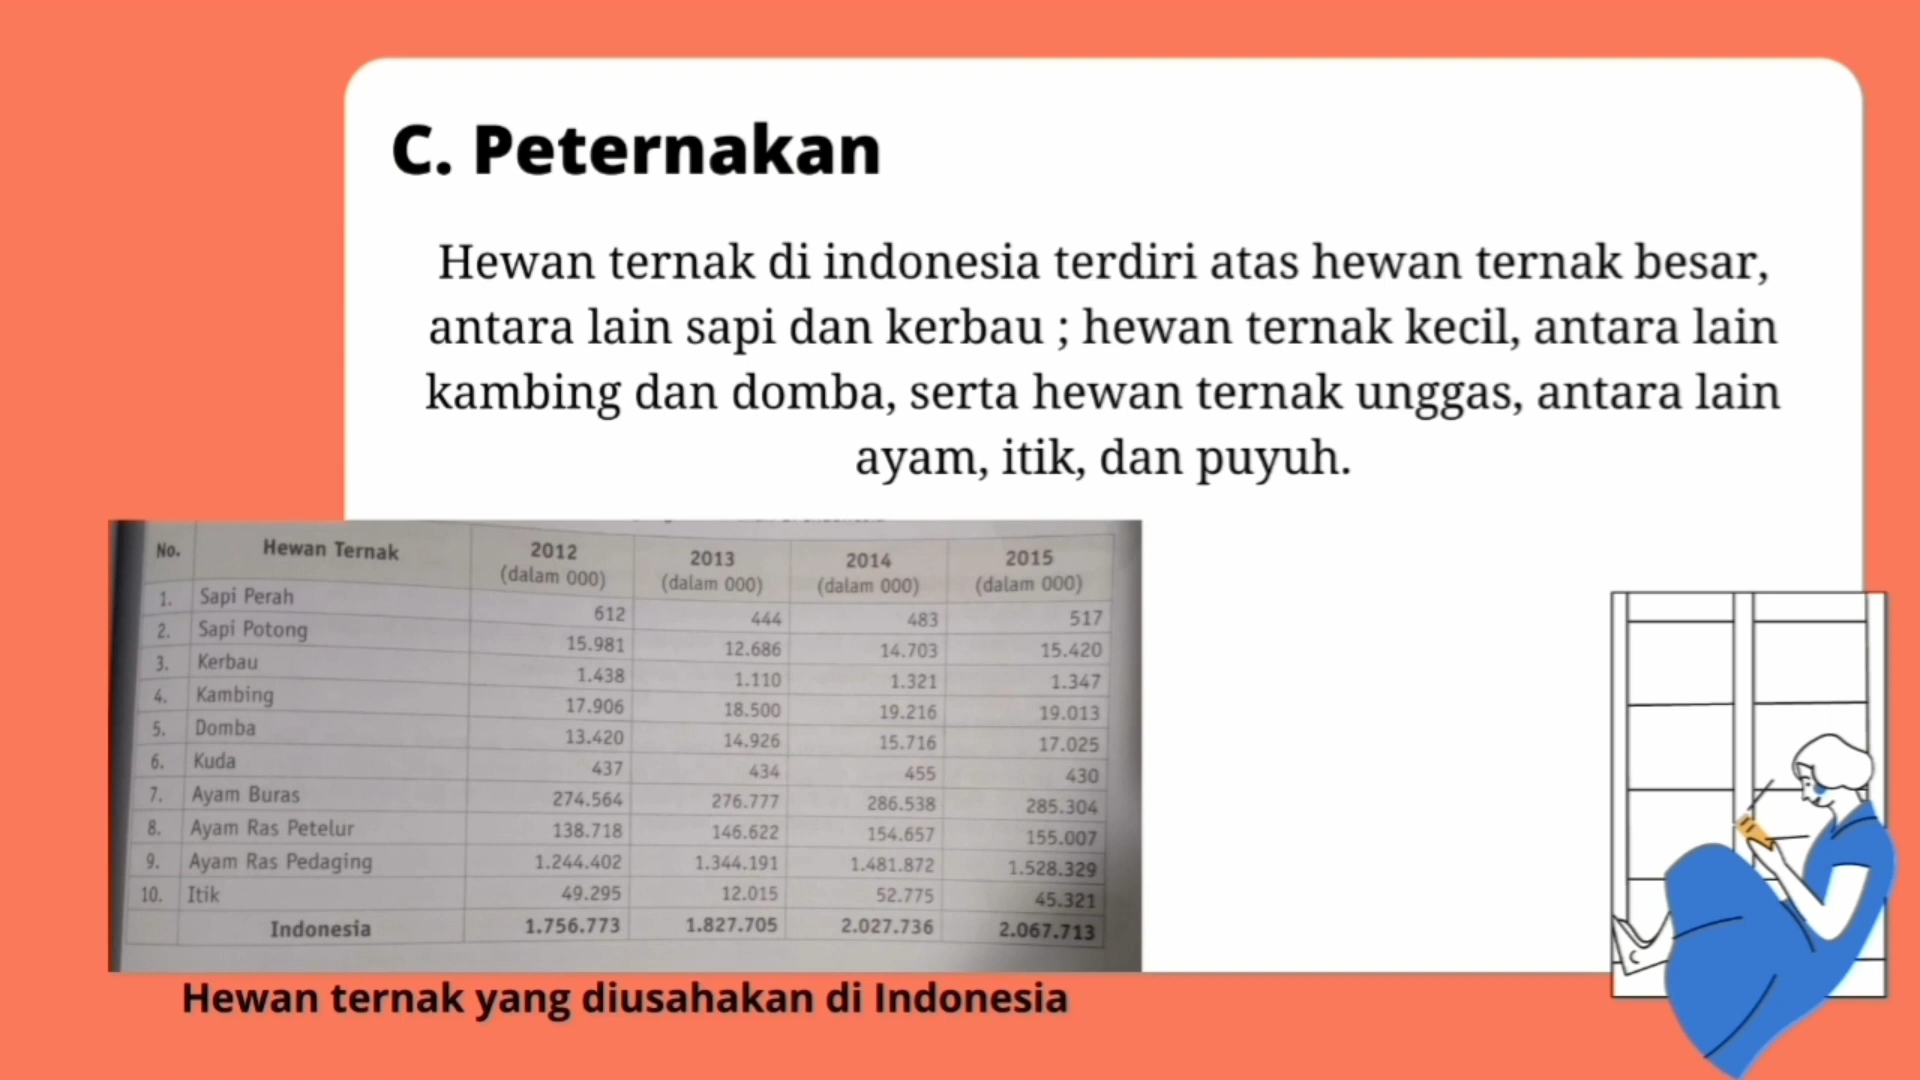 C. Peternakan
Hewan ternak di indonesia terdiri atas hewan ternak besar,
antara lain sapi dan kerbau ; hewan ternak kecil, antara lain
kambing dan domba, serta hewan ternak unggas, antara lain
ayam, itik, dan puyuh.
No. Hewan Ternak 2012 (dalam 000) 2013 (dalam 000) 2014 (dalam 000) 2015 (dalam 000)
1. Sapi Perah 612 444 483 517
2. Sapi Potong 15.981 12.686 14.703 15.420
3. Kerbau 1.438 1.110 1.321 1.347
4. Kambing 17.906 18.500 19.216 19.013
5. Domba 13.420 14.926 15.716 17.025
6. Kuda 437 434 455 430
7. Ayam Buras 274.564 276.777 286.538 285.304
8. Ayam Ras Petelur 138.718 146.622 154.657 155.007
9. Ayam Ras Pedaging 1.244.402 1.344.191 1.481.872 1.528.329
10. Itik 49.295 12.015 52.775 45.321
Indonesia 1.756.773 1.827.705 2.027.736 2.067.713
Hewan ternak yang diusahakan di Indonesia